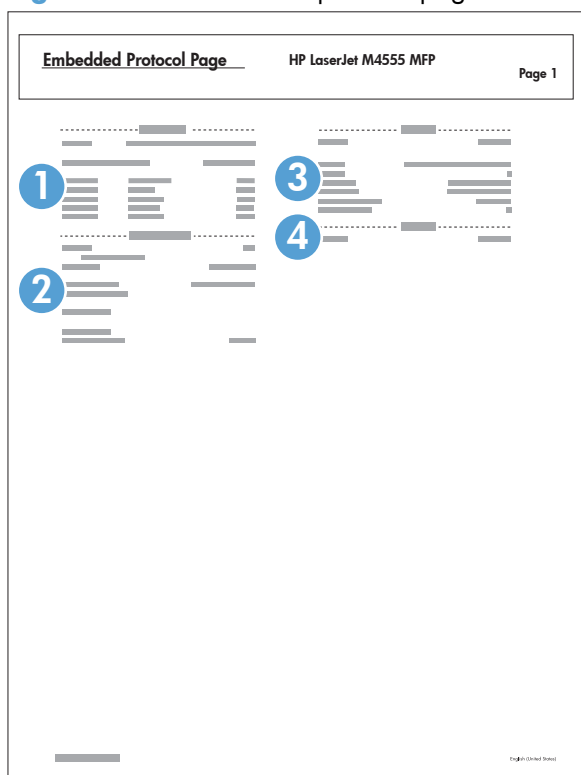 Embedded Protocol Page
HP LaserJet M4555 MFP
Page 1
1
3
4
2
English (United States)